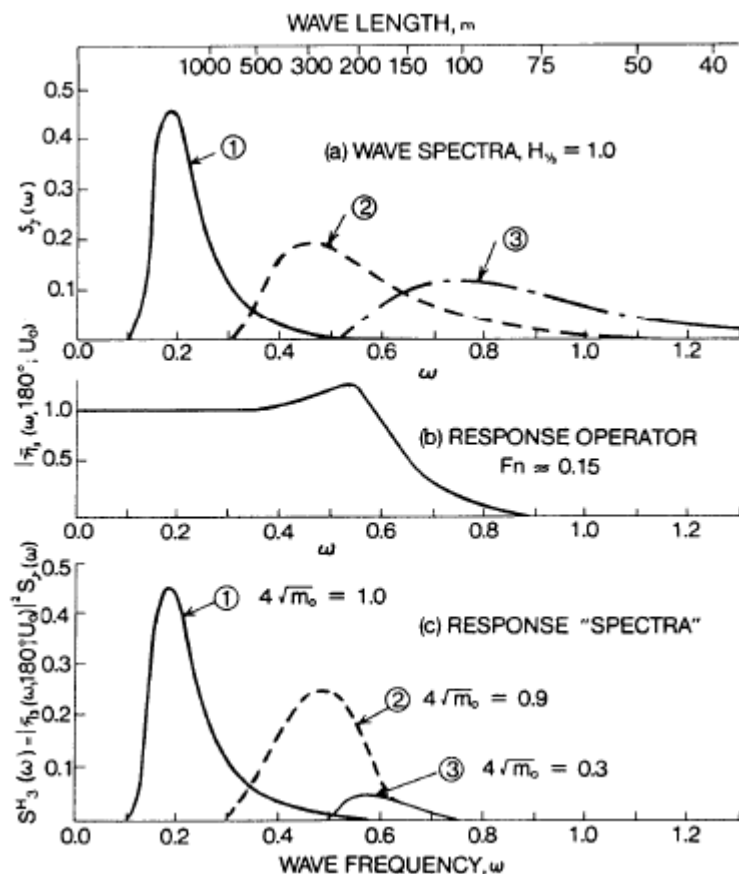 WAVE LENGTH, m
1000 500 300 200 150 100 75 50 40
0.5
0.4
0.3
0.2
0.1
①
(a) WAVE SPECTRA, H⅓ = 1.0
②
③
0.0 0.2 0.4 0.6 0.8 1.0 1.2
ω
1.0
0.5
(b) RESPONSE OPERATOR
Fn ≈ 0.15
0.0 0.2 0.4 0.6 0.8 1.0 1.2
ω
0.5
0.4
0.3
0.2
0.1
① 4√m₀ = 1.0
(c) RESPONSE "SPECTRA"
② 4√m₀ = 0.9
③ 4√m₀ = 0.3
0.0 0.2 0.4 0.6 0.8 1.0 1.2
WAVE FREQUENCY, ω